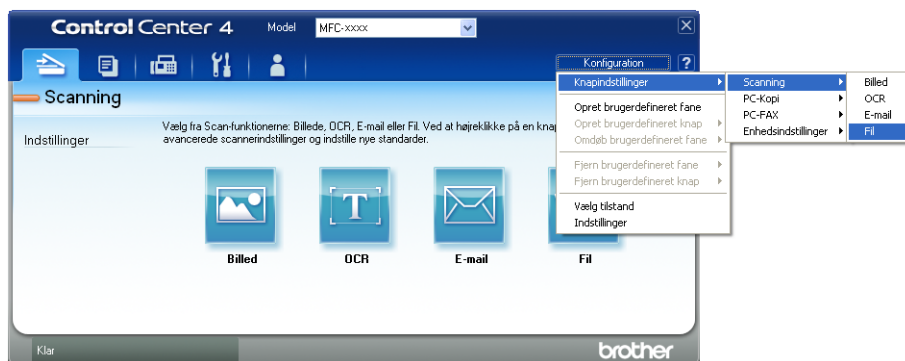 Control Center 4 Model MFC-xxxx X
Konfiguration ?
Knapindstillinger
Opret brugerdefineret fane
Opret brugerdefineret knap
Omdøb brugerdefineret fane
Fjern brugerdefineret fane
Fjern brugerdefineret knap
Vælg tilstand
Indstillinger
Scanning
PC-Kopi
PC-FAX
Enhedsindstillinger
Billed
OCR
E-mail
Fil
Scanning
Indstillinger
Vælg fra Scan-funktionerne: Billede, OCR, E-mail eller Fil. Ved at højreklikke på en knap
avancerede scannerindstillinger og indstille nye standarder.
T
Billed OCR E-mail Fil
Klar brother